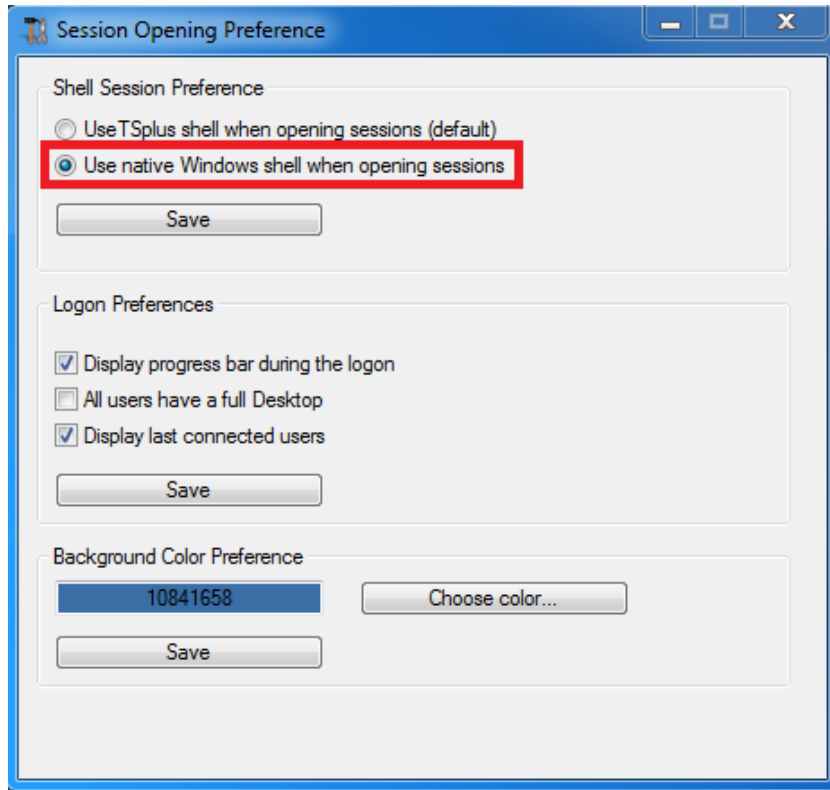 Session Opening Preference
Shell Session Preference
Use TSplus shell when opening sessions (default)
Use native Windows shell when opening sessions
Save
Logon Preferences
Display progress bar during the logon
All users have a full Desktop
Display last connected users
Save
Background Color Preference
10841658
Choose color...
Save